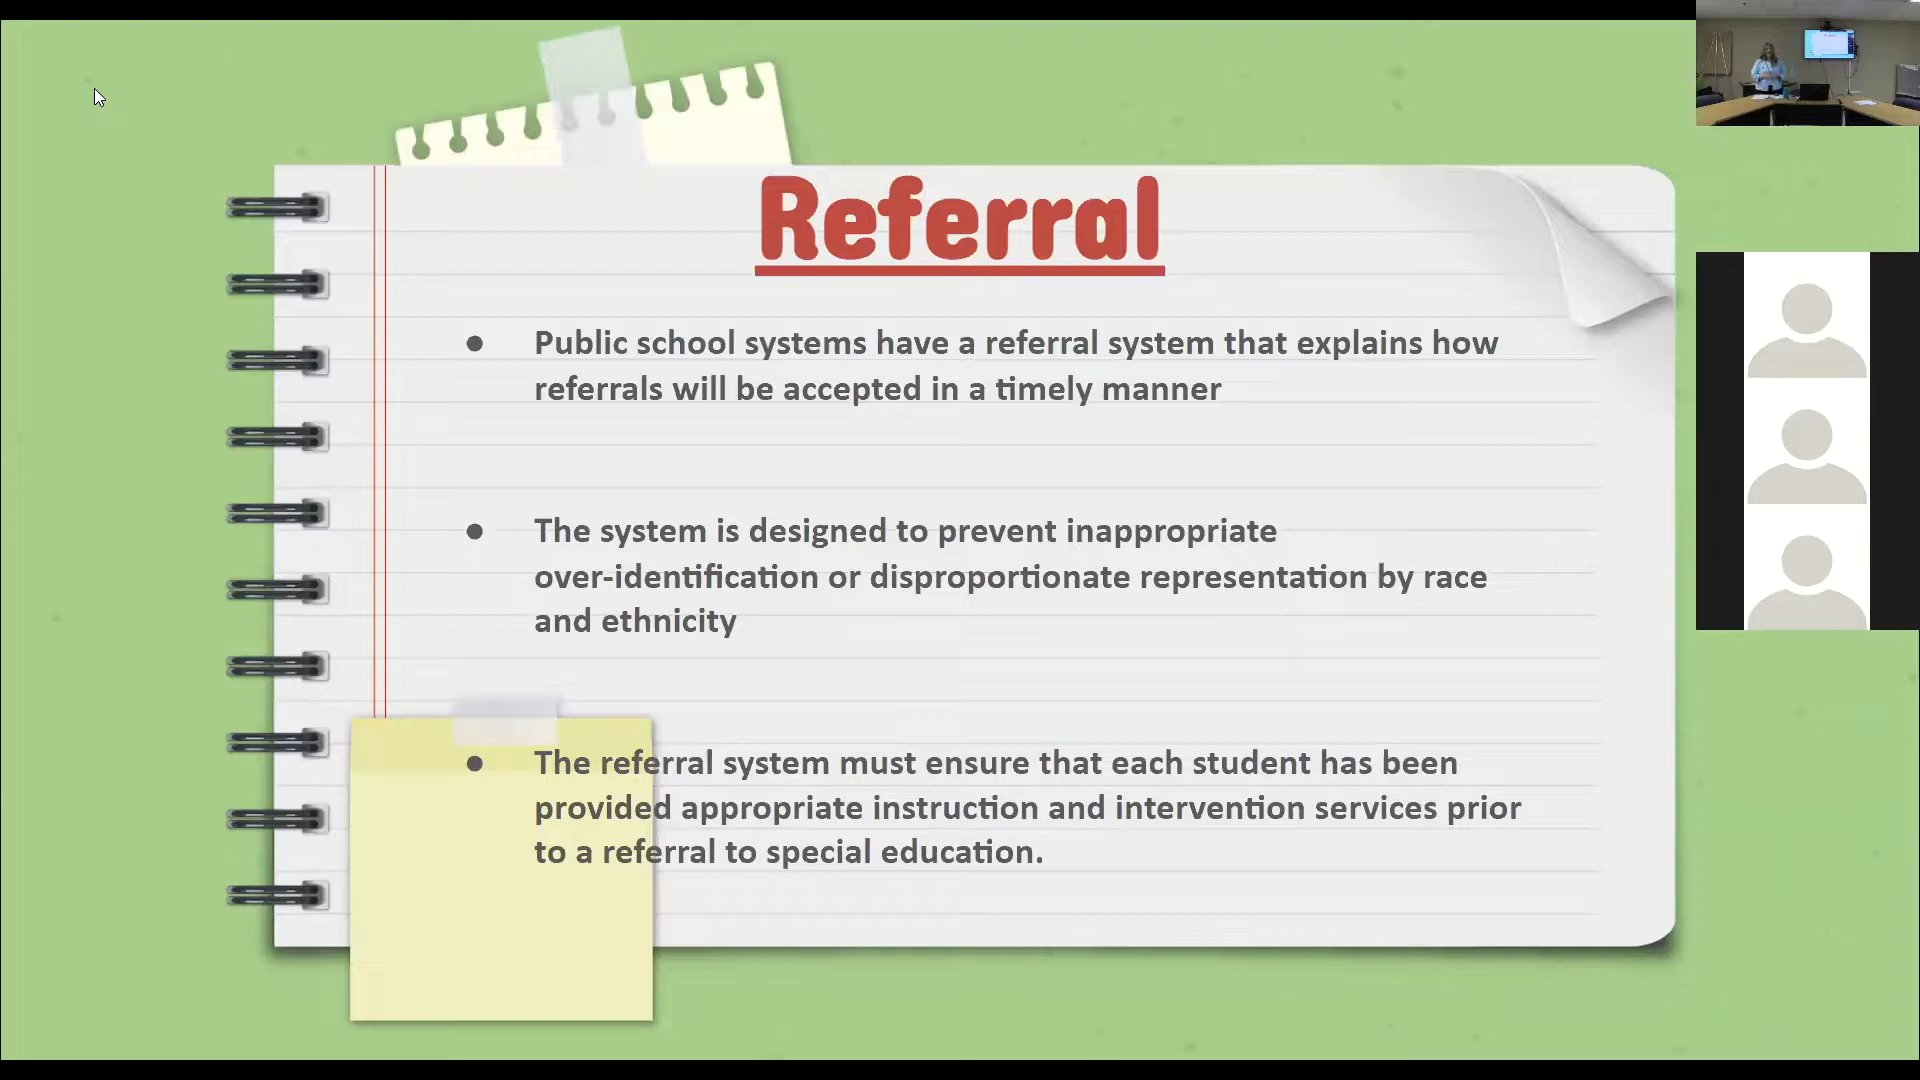 Referral
● Public school systems have a referral system that explains how
referrals will be accepted in a timely manner
● The system is designed to prevent inappropriate
over-identification or disproportionate representation by race
and ethnicity
● The referral system must ensure that each student has been
provided appropriate instruction and intervention services prior
to a referral to special education.